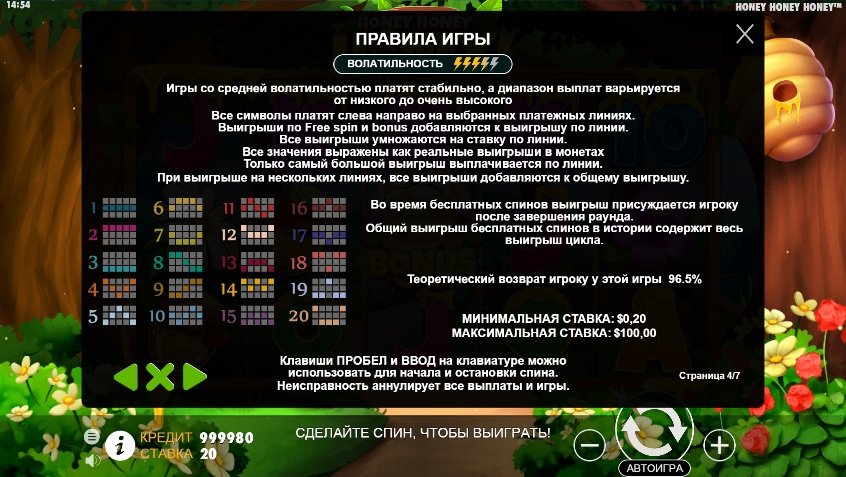 14:54
HONEY HONEY HONEY™
ПРАВИЛА ИГРЫ
ВОЛАТИЛЬНОСТЬ
Игры со средней волатильностью платят стабильно, а диапазон выплат варьируется
от низкого до очень высокого
Все символы платят слева направо на выбранных платежных линиях.
Выигрыши по Free spin и bonus добавляются к выигрышу по линии.
Все выигрыши умножаются на ставку по линии.
Все значения выражены как реальные выигрыши в монетах
Только самый большой выигрыш выплачивается по линии.
При выигрыше на нескольких линиях, все выигрыши добавляются к общему выигрышу.
1 6 11 16
2 7 12 17
3 8 13 18
4 9 14 19
5 10 15 20
Во время бесплатных спинов выигрыш присуждается игроку
после завершения раунда.
Общий выигрыш бесплатных спинов в истории содержит весь
выигрыш цикла.
Теоретический возврат игроку у этой игры 96.5%
МИНИМАЛЬНАЯ СТАВКА: $0,20
МАКСИМАЛЬНАЯ СТАВКА: $100,00
Клавиши ПРОБЕЛ и ВВОД на клавиатуре можно
использовать для начала и остановки спина.
Неисправность аннулирует все выплаты и игры.
Страница 4/7
КРЕДИТ 999980
СТАВКА 20
СДЕЛАЙТЕ СПИН, ЧТОБЫ ВЫИГРАТЬ!
АВТОИГРА